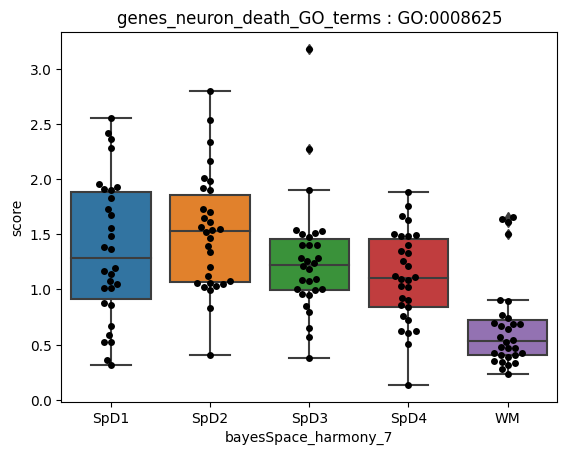 genes_neuron_death_GO_terms : GO:0008625
3.0
2.5
2.0
1.5
1.0
0.5
0.0
score
SpD1 SpD2 SpD3 SpD4 WM
bayesSpace_harmony_7